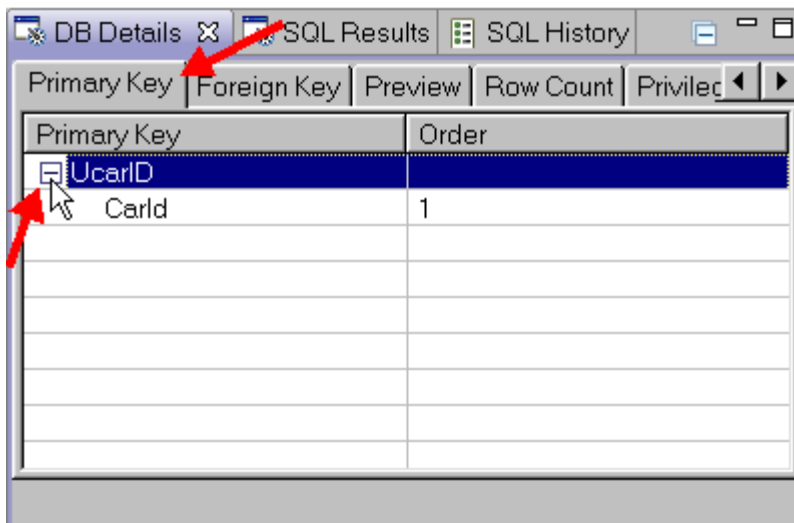 DB Details SQL Results SQL History
Primary Key Foreign Key Preview Row Count
Primary Key Order
UcarID
CarId 1